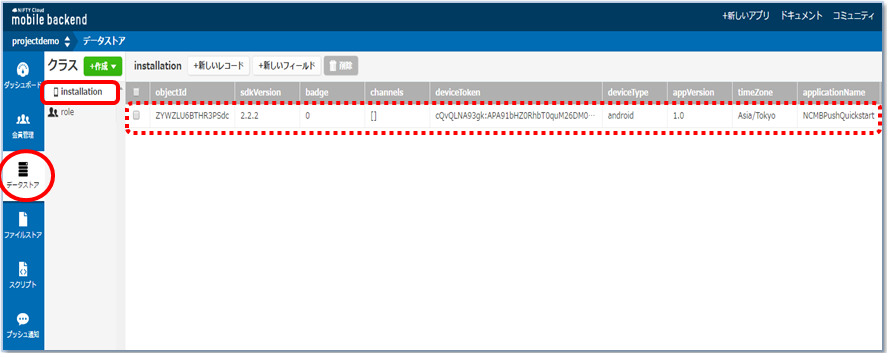 NIFTY Cloud
mobile backend
+新しいアプリ ドキュメント コミュニティ
projectdemo データストア
ダッシュボード
会員管理
データストア
ファイルストア
スクリプト
プッシュ通知
クラス +作成
installation
role
installation +新しいレコード +新しいフィールド 削除
objectId sdkVersion badge channels deviceToken deviceType appVersion timeZone applicationName
ZYWZLU6BTHR3PSdc 2.2.2 0 [] cQvQLNA93gk:APA91bHZ0RhbT0quM26DM0… android 1.0 Asia/Tokyo NCMBPushQuickstart